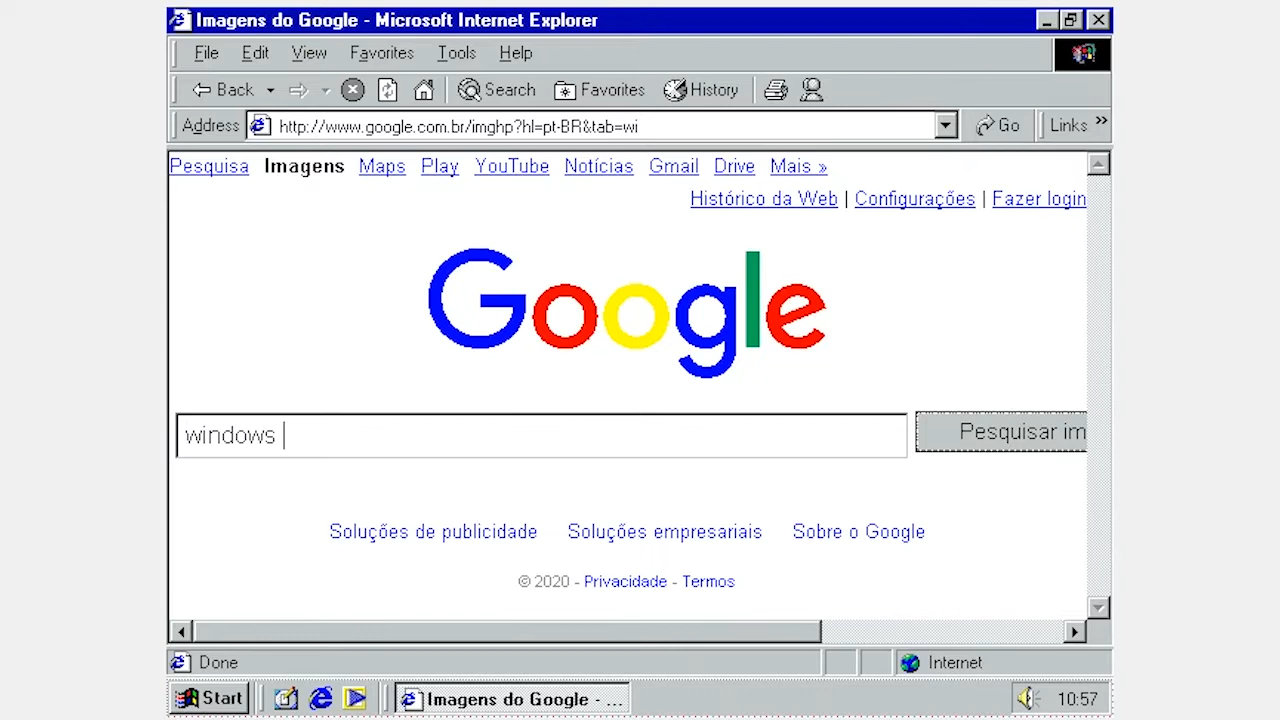 Imagens do Google - Microsoft Internet Explorer
File Edit View Favorites Tools Help
Back Search Favorites History
Address http://www.google.com.br/imghp?hl=pt-BR&tab=wi Go Links »
Pesquisa Imagens Maps Play YouTube Notícias Gmail Drive Mais »
Histórico da Web | Configurações | Fazer login
Google
windows Pesquisar im
Soluções de publicidade Soluções empresariais Sobre o Google
© 2020 - Privacidade - Termos
Done Internet
Start Imagens do Google - ... 10:57